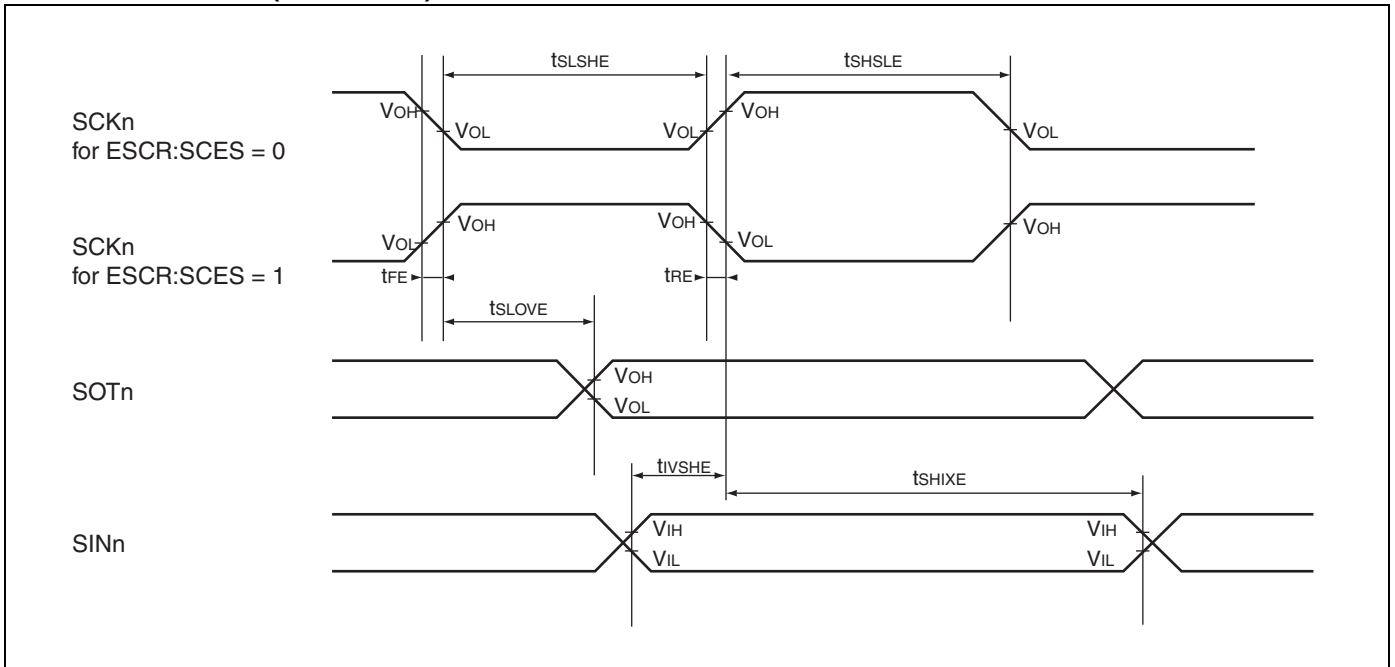 tSLSHE
tSHSLE
SCKn
for ESCR:SCES = 0
VOH
VOL
VOL
VOH
VOL
SCKn
for ESCR:SCES = 1
VOL
VOH
VOH
VOL
VOH
tFE
tRE
tSLOVE
SOTn
VOH
VOL
tIVSHE
tSHIXE
SINn
VIH
VIL
VIH
VIL